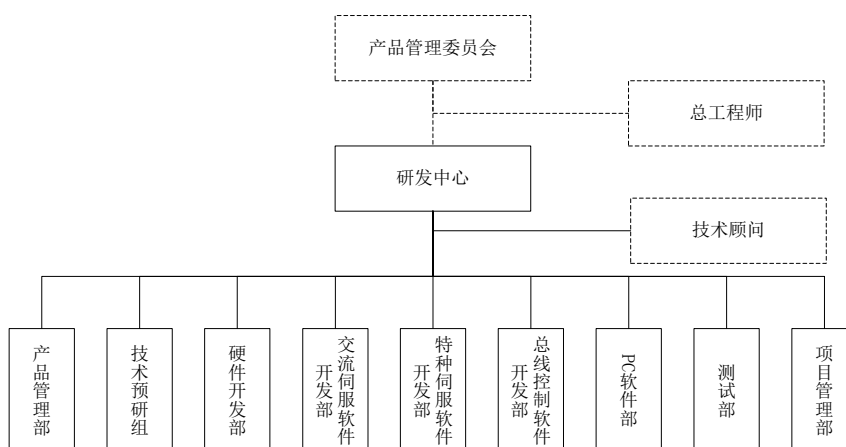 产品管理委员会
总工程师
研发中心
技术顾问
产品管理部
技术预研组
硬件开发部
交流伺服软件
开发部
特种伺服软件
开发部
总线控制软件
开发部
PC软件部
测试部
项目管理部